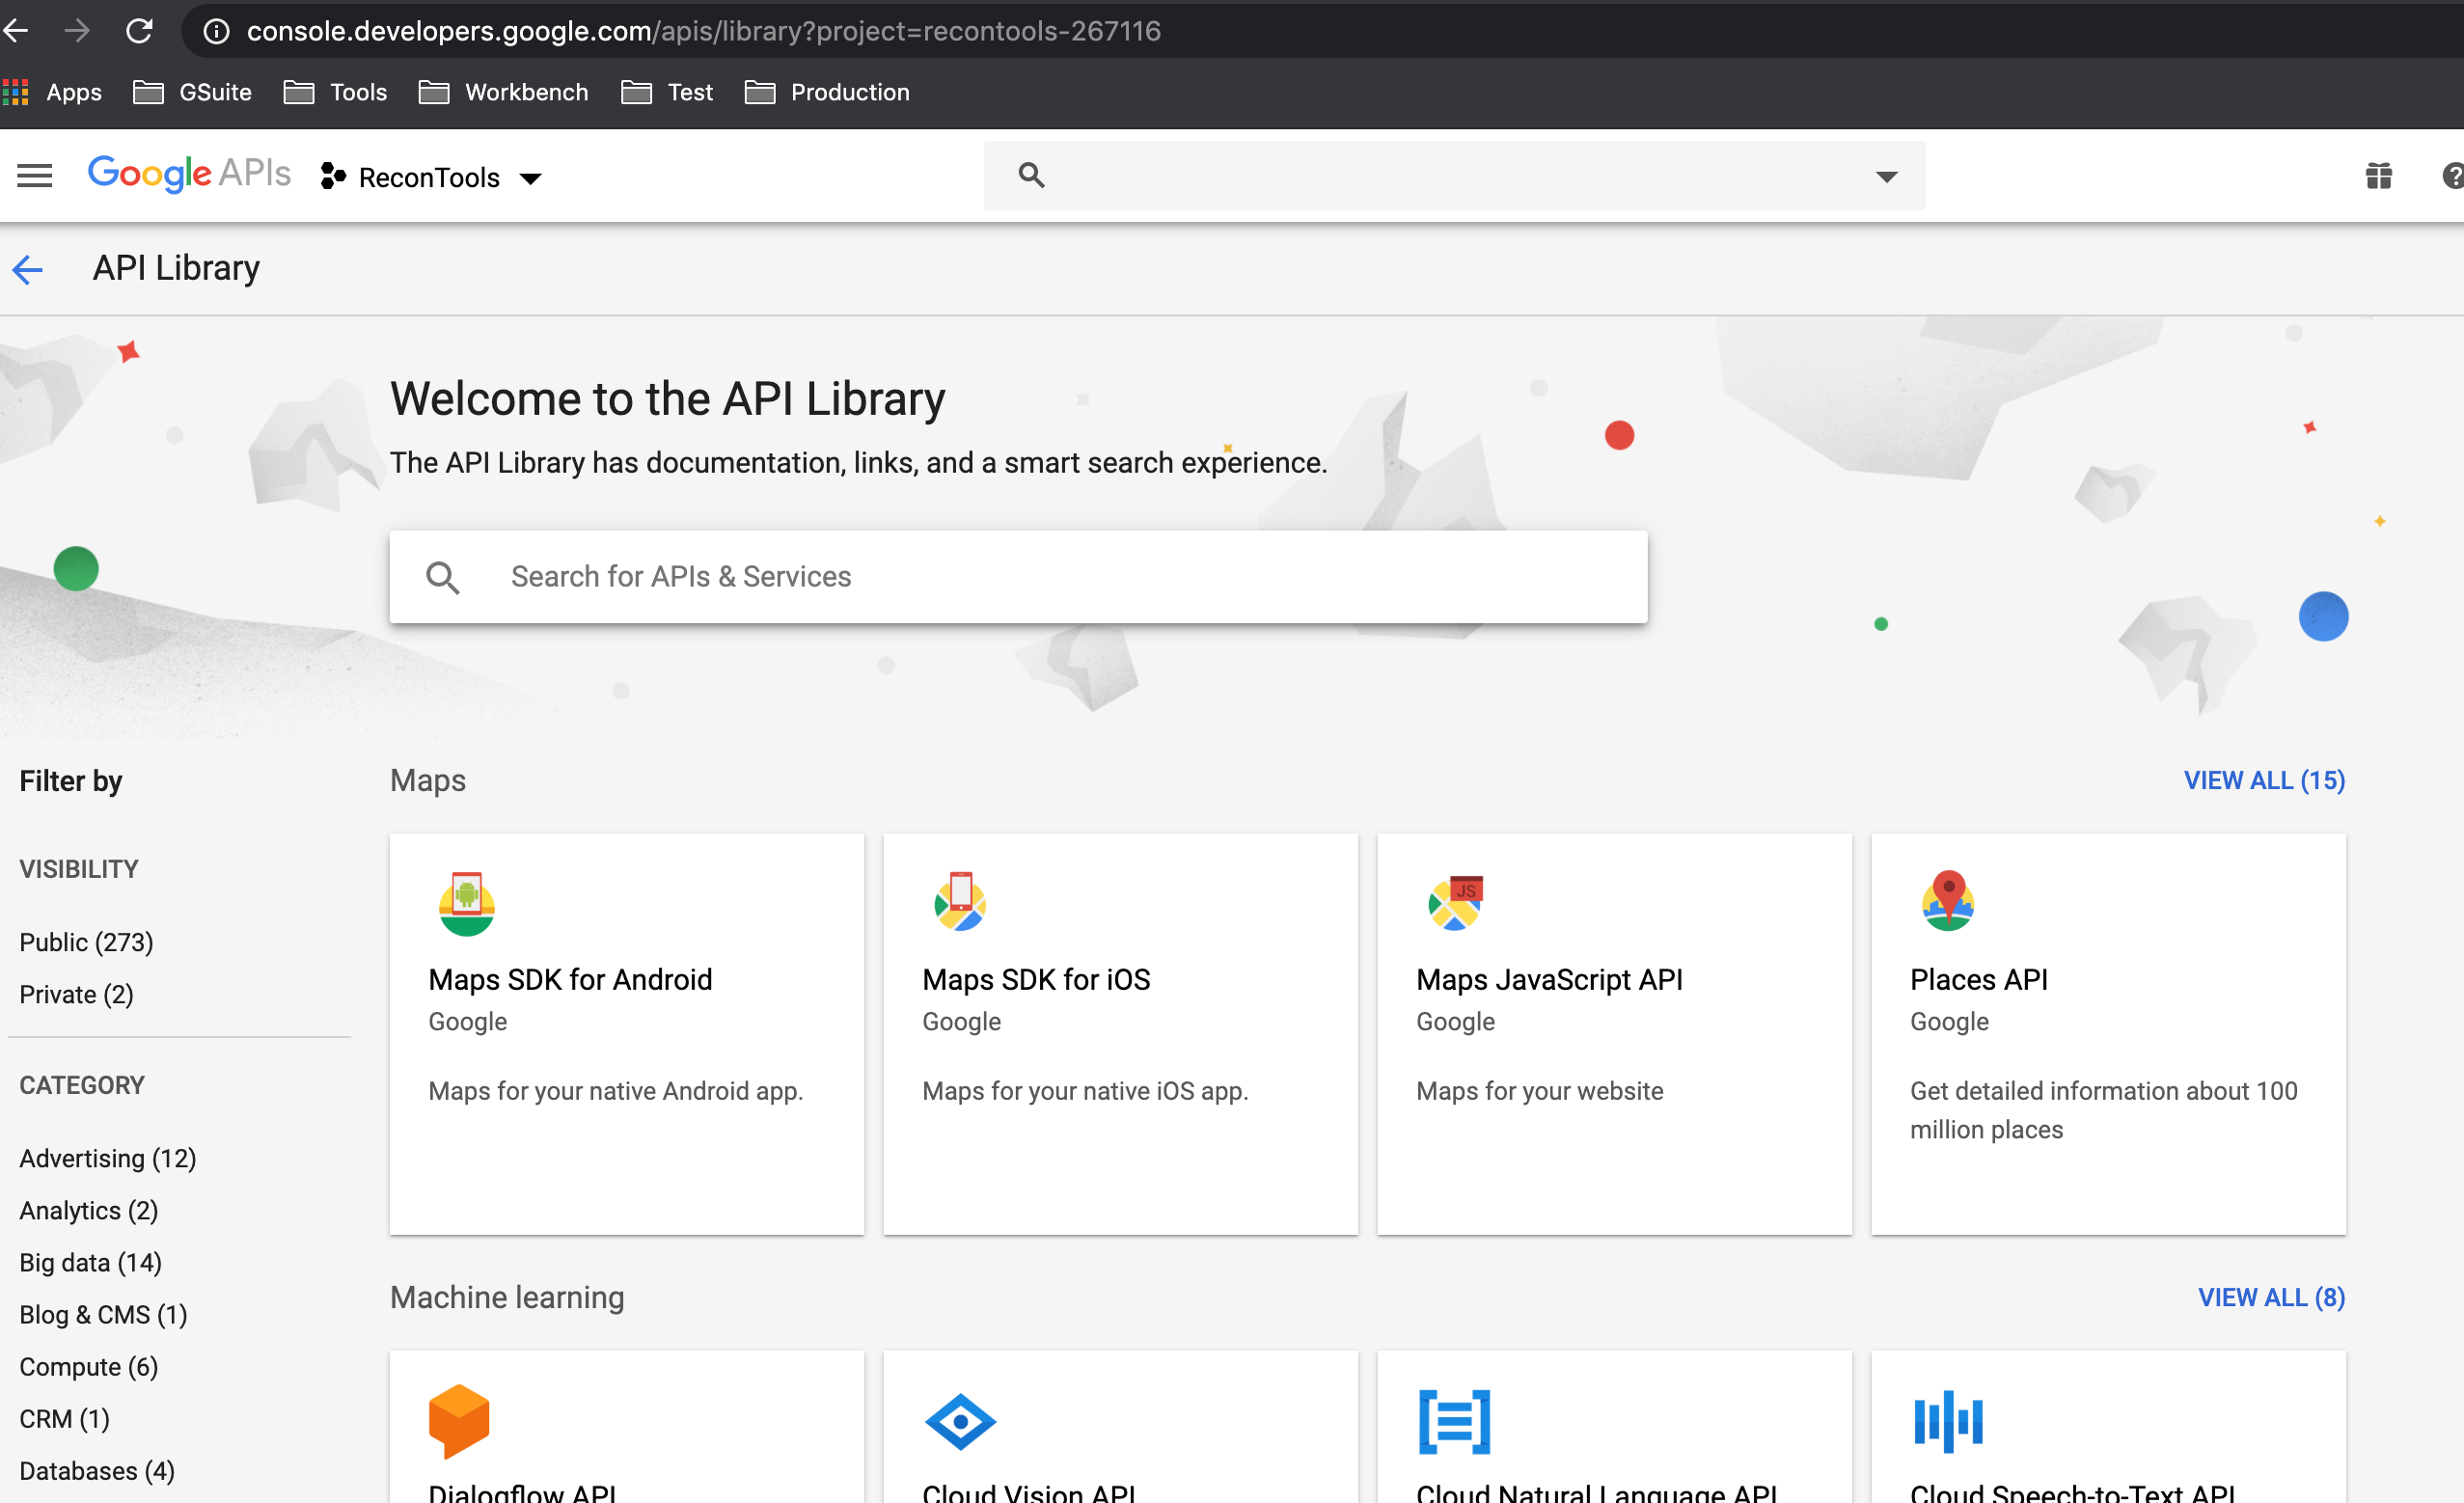 console.developers.google.com/apis/library?project=recontools-267116
Apps GSuite Tools Workbench Test Production
Google APIs ReconTools
API Library
Welcome to the API Library
The API Library has documentation, links, and a smart search experience.
Search for APIs & Services
Filter by
VISIBILITY
Public (273)
Private (2)
CATEGORY
Advertising (12)
Analytics (2)
Big data (14)
Blog & CMS (1)
Compute (6)
CRM (1)
Databases (4)
Maps
VIEW ALL (15)
Maps SDK for Android
Google
Maps for your native Android app.
Maps SDK for iOS
Google
Maps for your native iOS app.
JS
Maps JavaScript API
Google
Maps for your website
Places API
Google
Get detailed information about 100
million places
Machine learning
VIEW ALL (8)
Dialogflow API
Cloud Vision API
Cloud Natural Language API
Cloud Speech-to-Text API